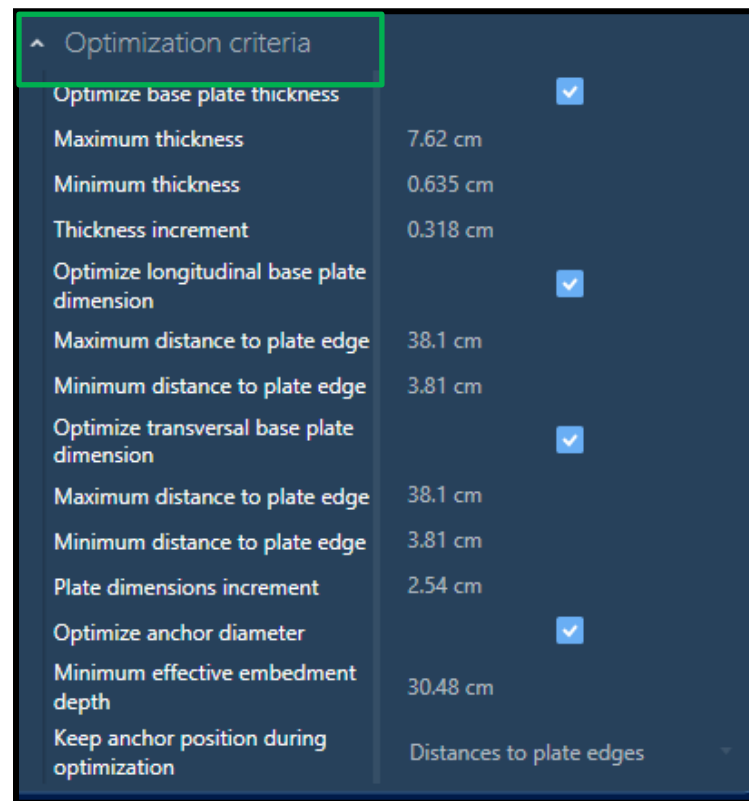 Optimization criteria
Optimize base plate thickness
Maximum thickness 7.62 cm
Minimum thickness 0.635 cm
Thickness increment 0.318 cm
Optimize longitudinal base plate
dimension
Maximum distance to plate edge 38.1 cm
Minimum distance to plate edge 3.81 cm
Optimize transversal base plate
dimension
Maximum distance to plate edge 38.1 cm
Minimum distance to plate edge 3.81 cm
Plate dimensions increment 2.54 cm
Optimize anchor diameter
Minimum effective embedment
depth 30.48 cm
Keep anchor position during
optimization Distances to plate edges